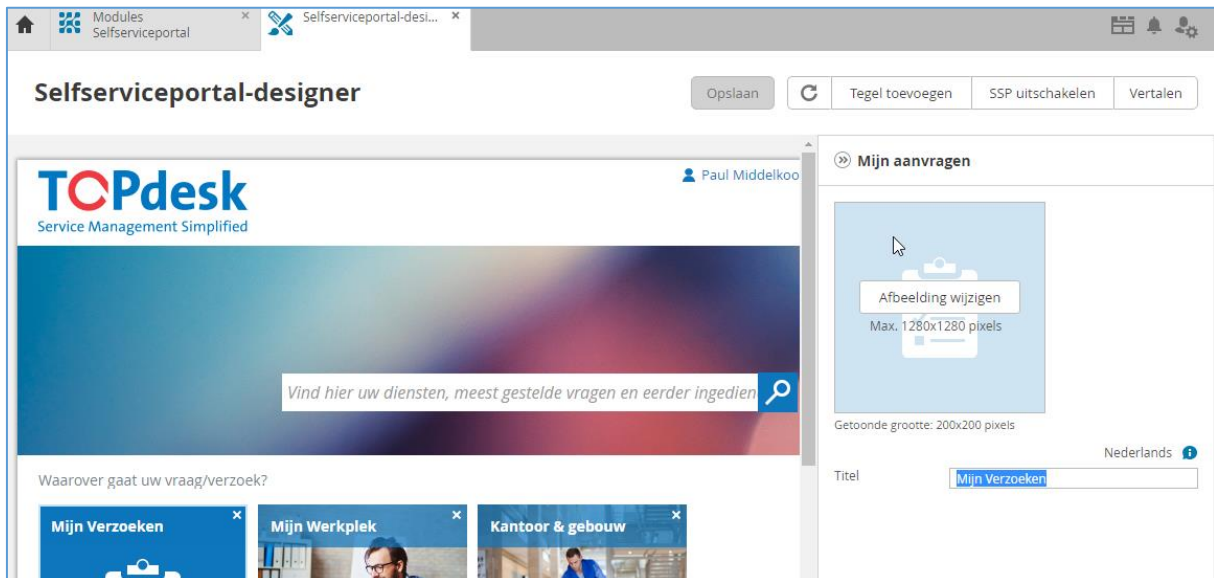 Modules
Selfserviceportal
×
Selfserviceportal-desi...
×
Selfserviceportal-designer
Opslaan
Tegel toevoegen
SSP uitschakelen
Vertalen
TOPdesk
Service Management Simplified
Paul Middelkoo
Vind hier uw diensten, meest gestelde vragen en eerder ingedien
Waarover gaat uw vraag/verzoek?
Mijn Verzoeken ×
Mijn Werkplek ×
Kantoor & gebouw ×
Mijn aanvragen
Afbeelding wijzigen
Max. 1280x1280 pixels
Getoonde grootte: 200x200 pixels
Nederlands
Titel
Mijn Verzoeken